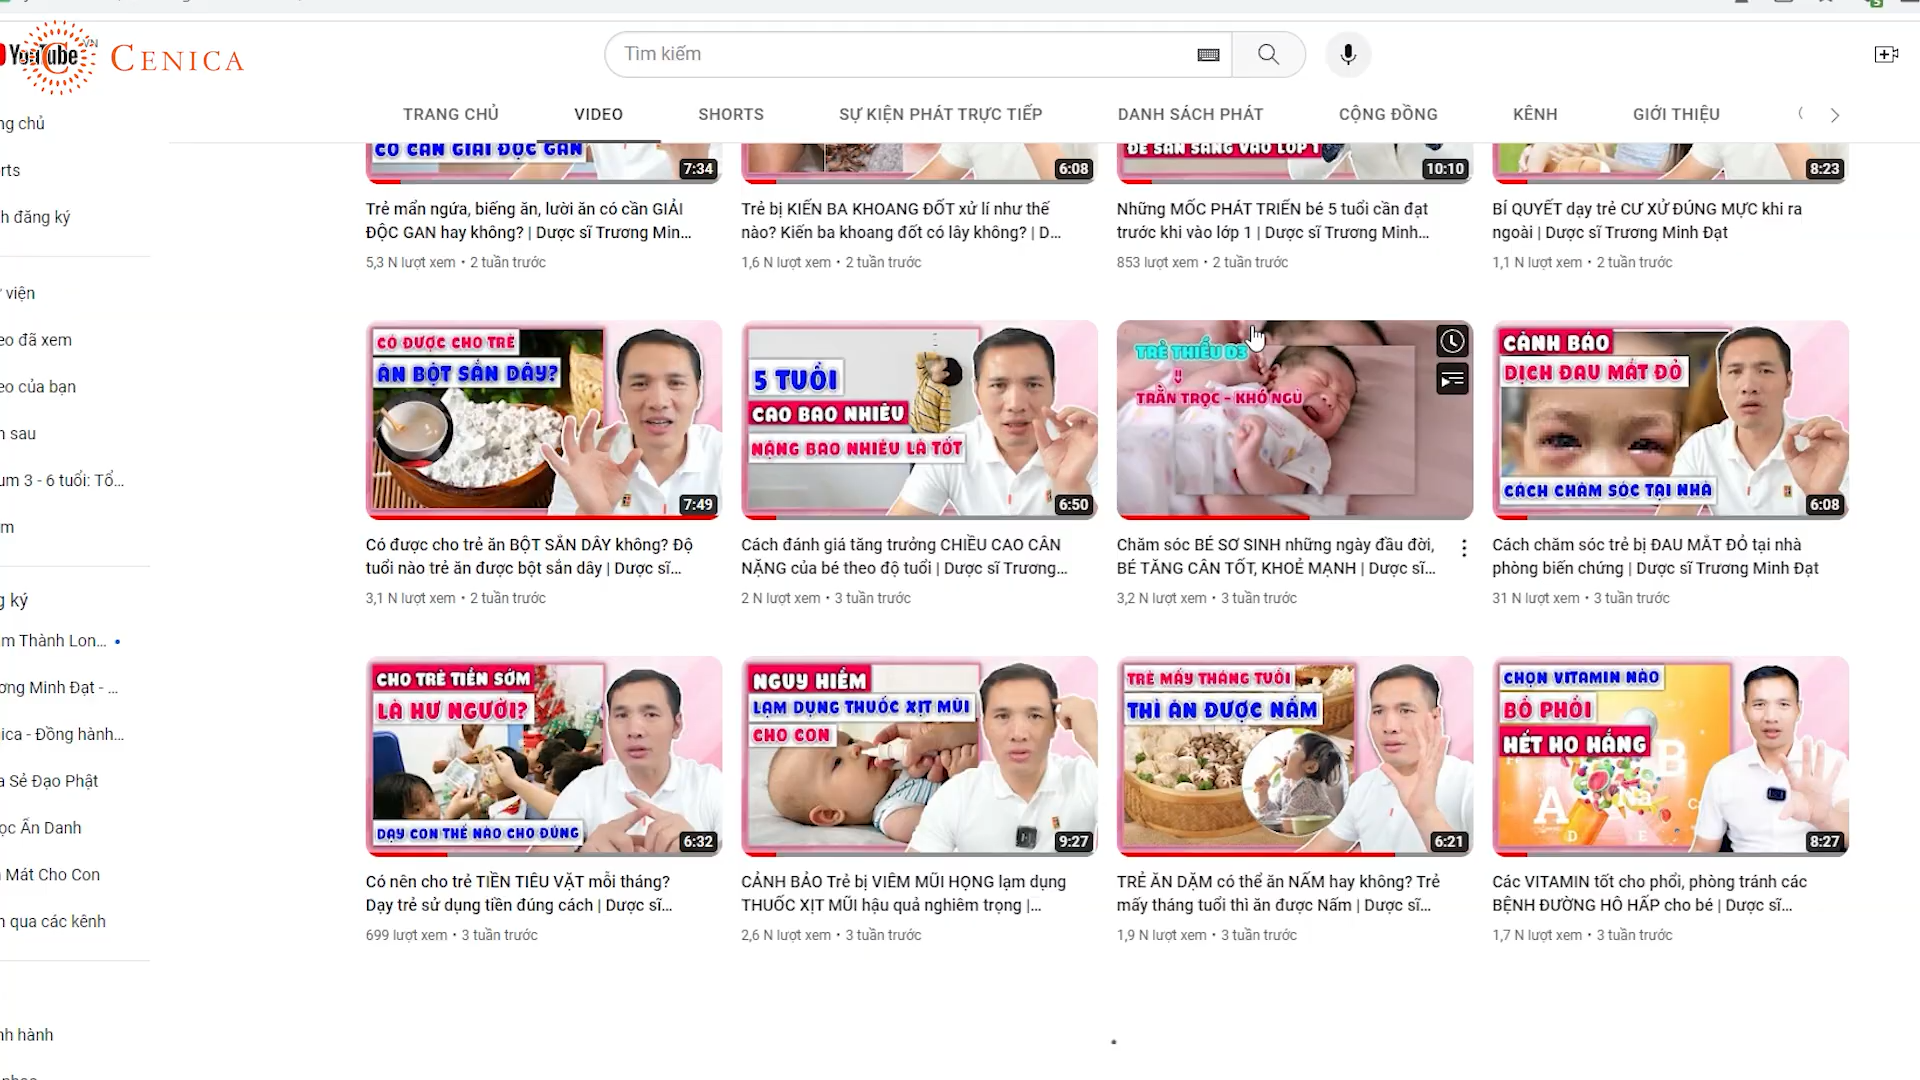 YouTube
VN
CENICA
Tìm kiếm
TRANG CHỦ
VIDEO
SHORTS
SỰ KIỆN PHÁT TRỰC TIẾP
DANH SÁCH PHÁT
CỘNG ĐỒNG
KÊNH
GIỚI THIỆU
ng chủ
rts
h đăng ký
viện
eo đã xem
eo của bạn
n sau
um 3 - 6 tuổi: Tổ...
m
g ký
m Thành Lon...
ơng Minh Đạt - ...
ica - Đồng hành...
a Sẻ Đạo Phật
ọc Ẩn Danh
Mát Cho Con
n qua các kênh
nh hành
CÓ CẦN GIẢI ĐỘC GAN
7:34
Trẻ mẩn ngứa, biếng ăn, lười ăn có cần GIẢI
ĐỘC GAN hay không? | Dược sĩ Trương Min...
5,3 N lượt xem • 2 tuần trước
6:08
Trẻ bị KIẾN BA KHOANG ĐỐT xử lí như thế
nào? Kiến ba khoang đốt có lây không? | D...
1,6 N lượt xem • 2 tuần trước
ĐỂ SẴN SÀNG VÀO LỚP 1
10:10
Những MỐC PHÁT TRIỂN bé 5 tuổi cần đạt
trước khi vào lớp 1 | Dược sĩ Trương Minh...
853 lượt xem • 2 tuần trước
8:23
BÍ QUYẾT dạy trẻ CƯ XỬ ĐÚNG MỰC khi ra
ngoài | Dược sĩ Trương Minh Đạt
1,1 N lượt xem • 2 tuần trước
CÓ ĐƯỢC CHO TRẺ
ĂN BỘT SẮN DÂY?
7:49
Có được cho trẻ ăn BỘT SẮN DÂY không? Độ
tuổi nào trẻ ăn được bột sắn dây | Dược sĩ...
3,1 N lượt xem • 2 tuần trước
5 TUỔI
CAO BAO NHIÊU
NẶNG BAO NHIÊU LÀ TỐT
6:50
Cách đánh giá tăng trưởng CHIỀU CAO CÂN
NẶNG của bé theo độ tuổi | Dược sĩ Trương...
2 N lượt xem • 3 tuần trước
TRẺ THIẾU D3
TRẰN TRỌC - KHÓ NGỦ
Chăm sóc BÉ SƠ SINH những ngày đầu đời,
BÉ TĂNG CÂN TỐT, KHOẺ MẠNH | Dược sĩ...
3,2 N lượt xem • 3 tuần trước
CẢNH BÁO
DỊCH ĐAU MẮT ĐỎ
CÁCH CHĂM SÓC TẠI NHÀ
6:08
Cách chăm sóc trẻ bị ĐAU MẮT ĐỎ tại nhà
phòng biến chứng | Dược sĩ Trương Minh Đạt
31 N lượt xem • 3 tuần trước
CHO TRẺ TIỀN SỚM
LÀ HƯ NGƯỜI?
DẠY CON THẾ NÀO CHO ĐÚNG
6:32
Có nên cho trẻ TIỀN TIÊU VẶT mỗi tháng?
Dạy trẻ sử dụng tiền đúng cách | Dược sĩ...
699 lượt xem • 3 tuần trước
NGUY HIỂM
LẠM DỤNG THUỐC XỊT MŨI
CHO CON
9:27
CẢNH BẢO Trẻ bị VIÊM MŨI HỌNG lạm dụng
THUỐC XỊT MŨI hậu quả nghiêm trọng |...
2,6 N lượt xem • 3 tuần trước
TRẺ MẤY THÁNG TUỔI
THÌ ĂN ĐƯỢC NẤM
6:21
TRẺ ĂN DẶM có thể ăn NẤM hay không? Trẻ
mấy tháng tuổi thì ăn được Nấm | Dược sĩ...
1,9 N lượt xem • 3 tuần trước
CHỌN VITAMIN NÀO
BỔ PHỔI
HẾT HO HẮNG
8:27
Các VITAMIN tốt cho phổi, phòng tránh các
BỆNH ĐƯỜNG HÔ HẤP cho bé | Dược sĩ...
1,7 N lượt xem • 3 tuần trước